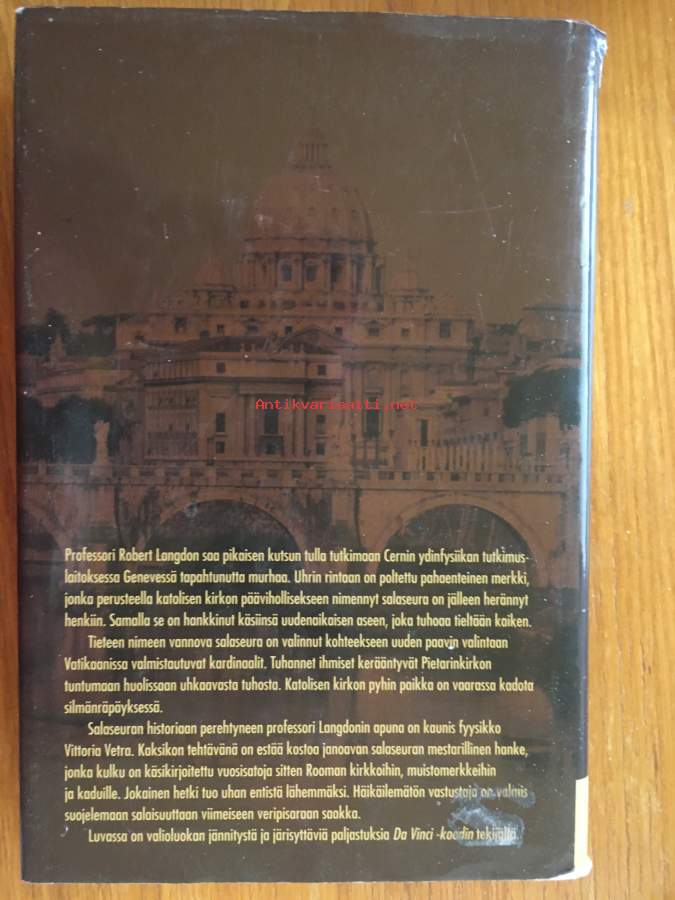 Antikvariaatti.net
Professori Robert Langdon saa pikaisen kutsun tulla tutkimaan Cernin ydinfysiikan tutkimus-
laitoksessa Genevessä tapahtunutta murhaa. Uhrin rintaan on poltettu pahaenteinen merkki,
jonka perusteella katolisen kirkon päävihollisekseen nimennyt salaseura on jälleen herännyt
henkiin. Samalla se on hankkinut käsiinsä uudenaikaisen aseen, joka tuhoaa tieltään kaiken.
Tieteen nimeen vannova salaseura on valinnut kohteekseen uuden paavin valintaan
Vatikaanissa valmistautuvat kardinaalit. Tuhannet ihmiset kerääntyvät Pietarinkirkon
tuntumaan huolissaan uhkaavasta tuhosta. Katolisen kirkon pyhin paikka on vaarassa kadota
silmänräpäyksessä.
Salaseuran historiaan perehtyneen professori Langdonin apuna on kaunis fyysikko
Vittoria Vetra. Kaksikon tehtävänä on estää kostoa janoavan salaseuran mestarillinen hanke,
jonka kulku on käsikirjoitettu vuosisatoja sitten Rooman kirkkoihin, muistomerkkeihin
ja kaduille. Jokainen hetki tuo uhan entistä lähemmäksi. Häikäilemätön vastustaja on valmis
suojelemaan salaisuuttaan viimeiseen veripisaraan saakka.
Luvassa on valioluokan jännitystä ja järisyttäviä paljastuksia Da Vinci -koodin tekijältä.